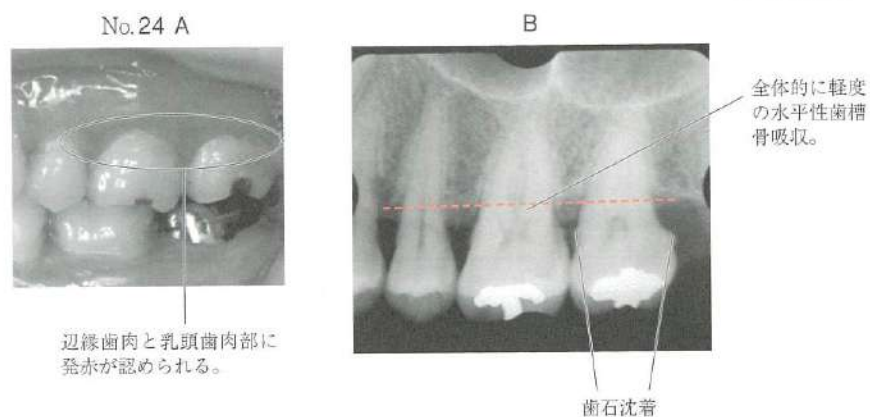 No.24 A
B
全体的に軽度
の水平性歯槽
骨吸収。
辺縁歯肉と乳頭歯肉部に
発赤が認められる。
歯石沈着